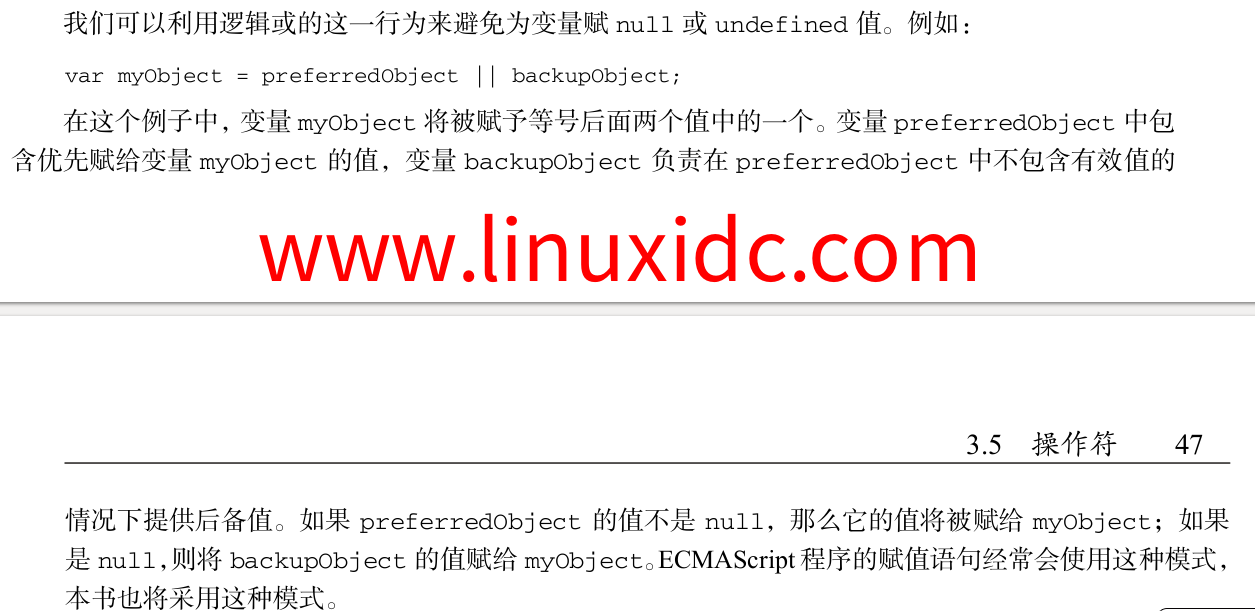 我们可以利用逻辑或的这一行为来避免为变量赋 null 或 undefined 值。例如：
var myObject = preferredObject || backupObject;
在这个例子中，变量 myObject 将被赋予等号后面两个值中的一个。变量 preferredObject 中包
含优先赋给变量 myObject 的值，变量 backupObject 负责在 preferredObject 中不包含有效值的
www.linuxidc.com
3.5 操作符 47
情况下提供后备值。如果 preferredObject 的值不是 null，那么它的值将被赋给 myObject；如果
是 null，则将 backupObject 的值赋给 myObject。ECMAScript 程序的赋值语句经常会使用这种模式，
本书也将采用这种模式。